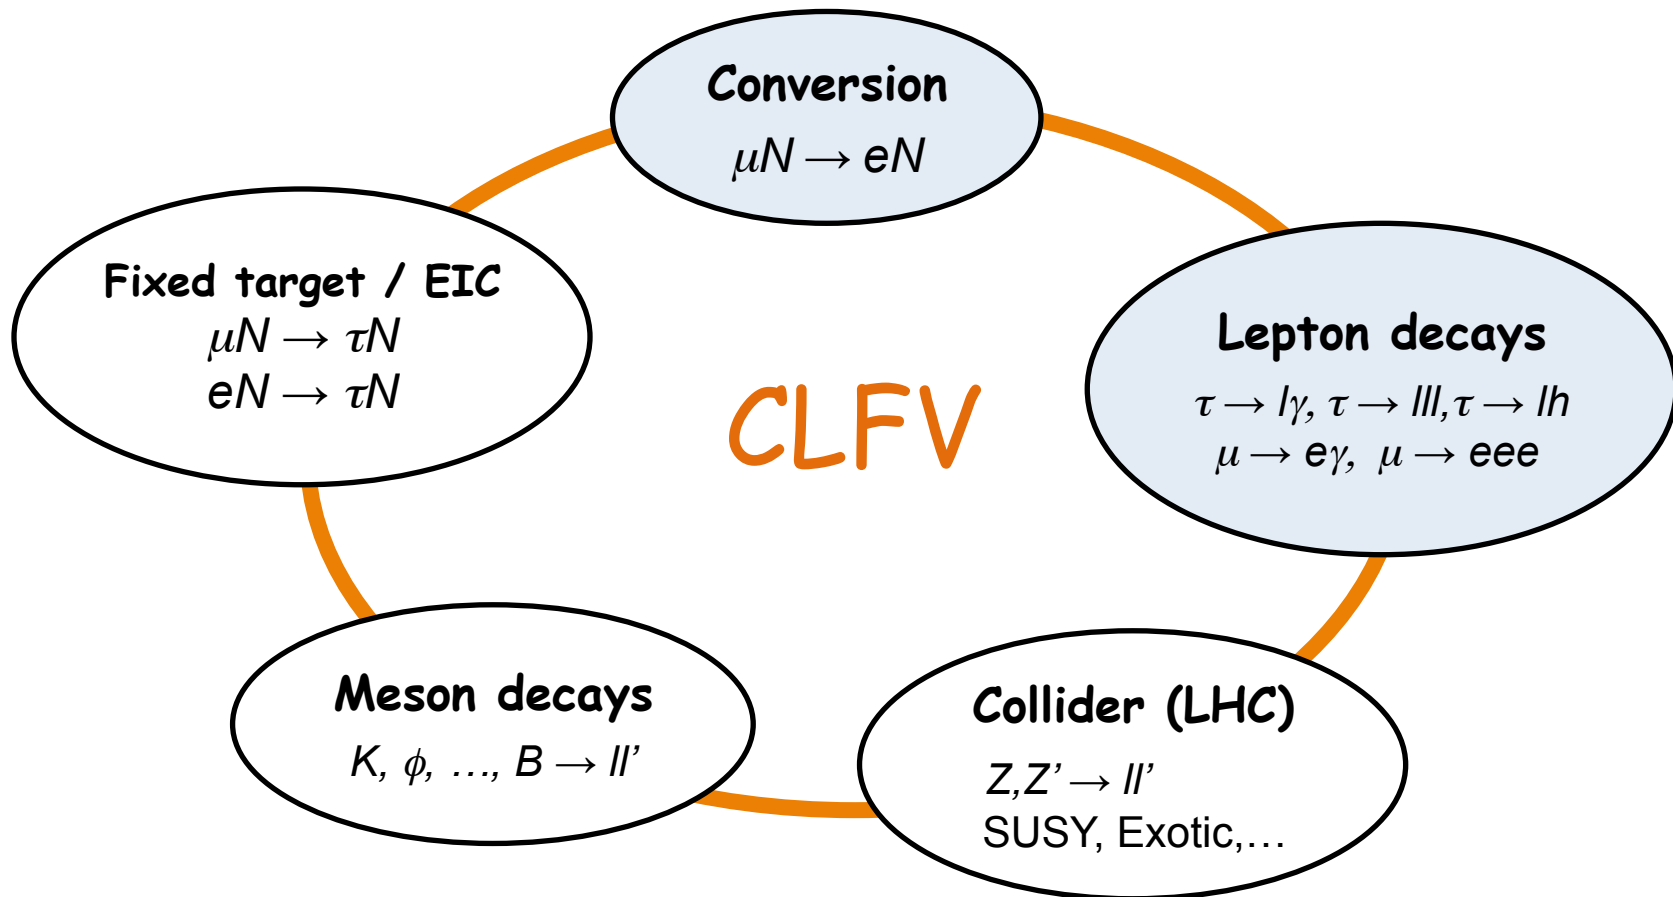 Conversion
μN → eN
Fixed target / EIC
μN → τN
eN → τN
Lepton decays
τ → lγ, τ → lll, τ → lh
μ → eγ, μ → eee
CLFV
Meson decays
K, ϕ, …, B → ll’
Collider (LHC)
Z,Z’ → ll’
SUSY, Exotic,…